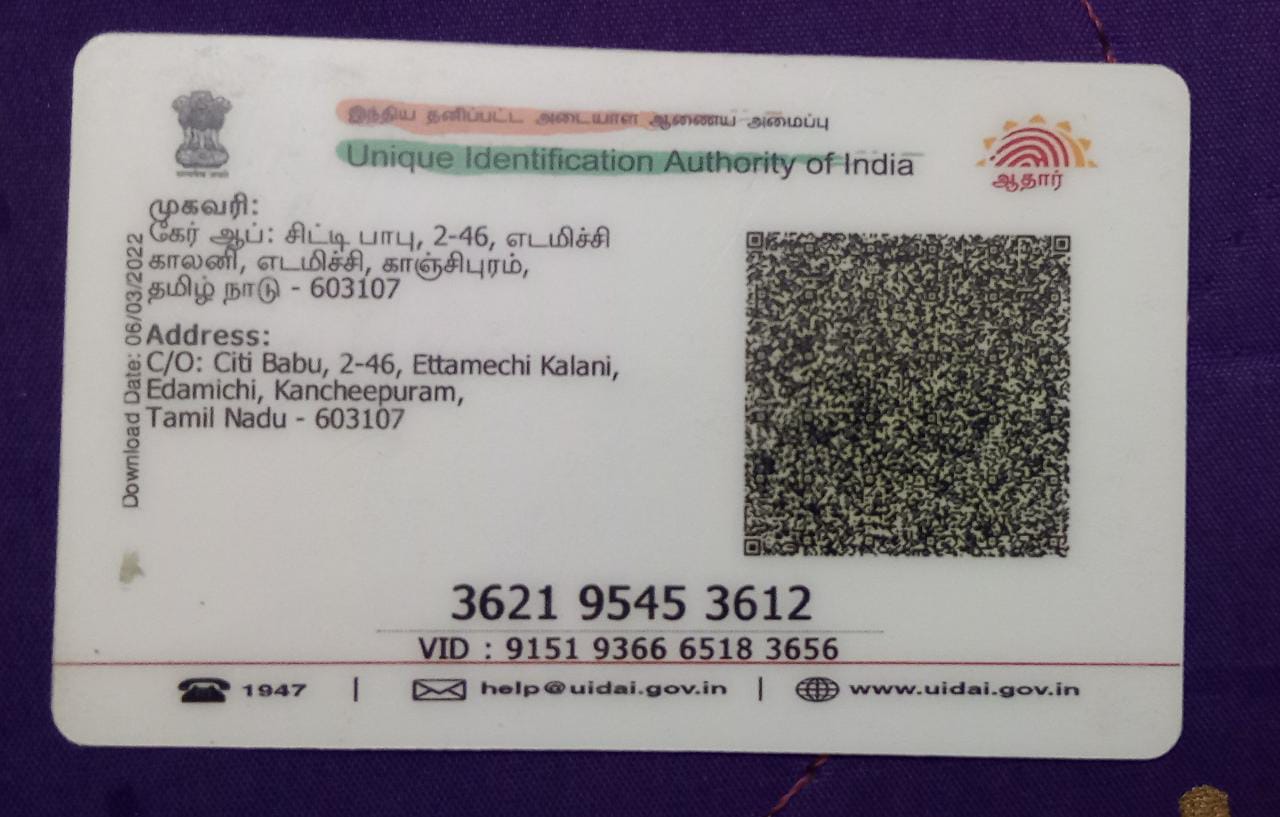 இந்திய தனிப்பட்ட அடையாள ஆணைய அமைப்பு
Unique Identification Authority of India
ஆதார்
முகவரி:
கேர் ஆப்: சிட்டி பாபு, 2-46, எடமிச்சி
காலனி, எடமிச்சி, காஞ்சிபுரம்,
தமிழ் நாடு - 603107
Address:
C/O: Citi Babu, 2-46, Ettamechi Kalani,
Edamichi, Kancheepuram,
Tamil Nadu - 603107
Download Date: 06/03/2022
3621 9545 3612
VID : 9151 9366 6518 3656
1947 | help@uidai.gov.in | www.uidai.gov.in